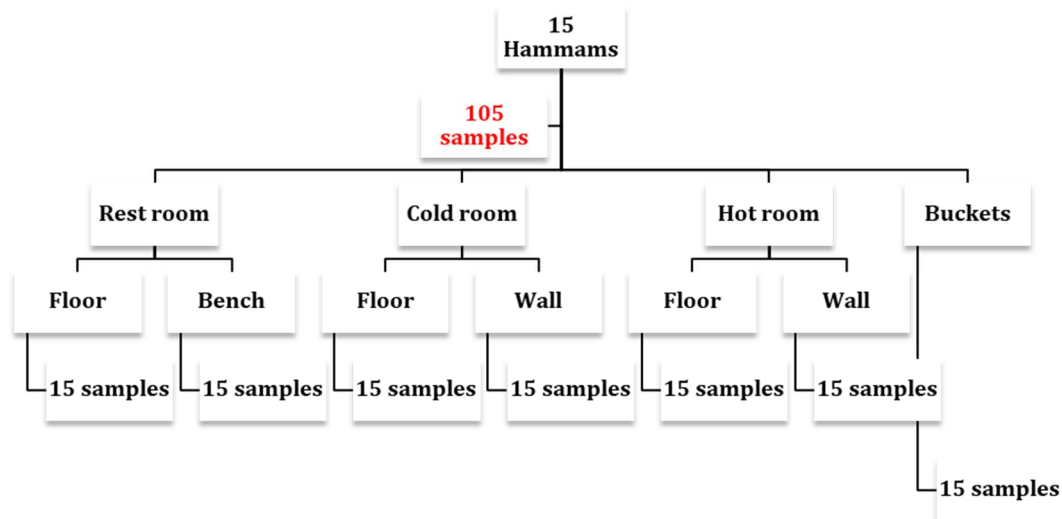 15
Hammams
105
samples
Rest room
Cold room
Hot room
Buckets
Floor
Bench
Floor
Wall
Floor
Wall
15 samples
15 samples
15 samples
15 samples
15 samples
15 samples
15 samples